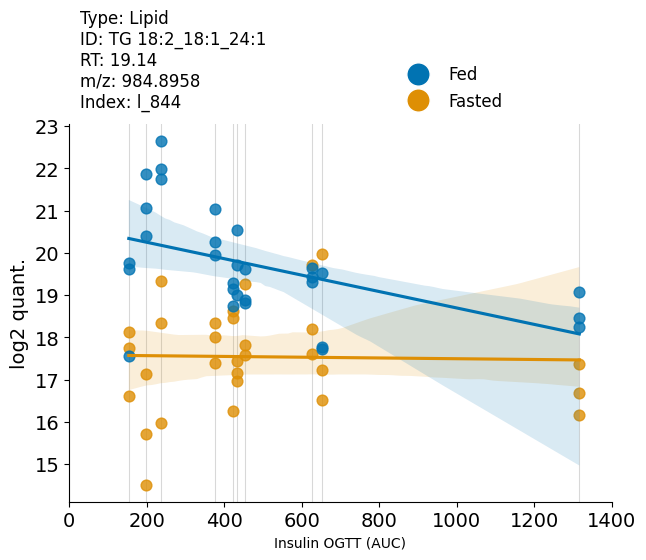 Type: Lipid
ID: TG 18:2_18:1_24:1
RT: 19.14
m/z: 984.8958
Index: l_844
Fed
Fasted
23
22
21
20
19
18
17
16
15
log2 quant.
0 200 400 600 800 1000 1200 1400
Insulin OGTT (AUC)